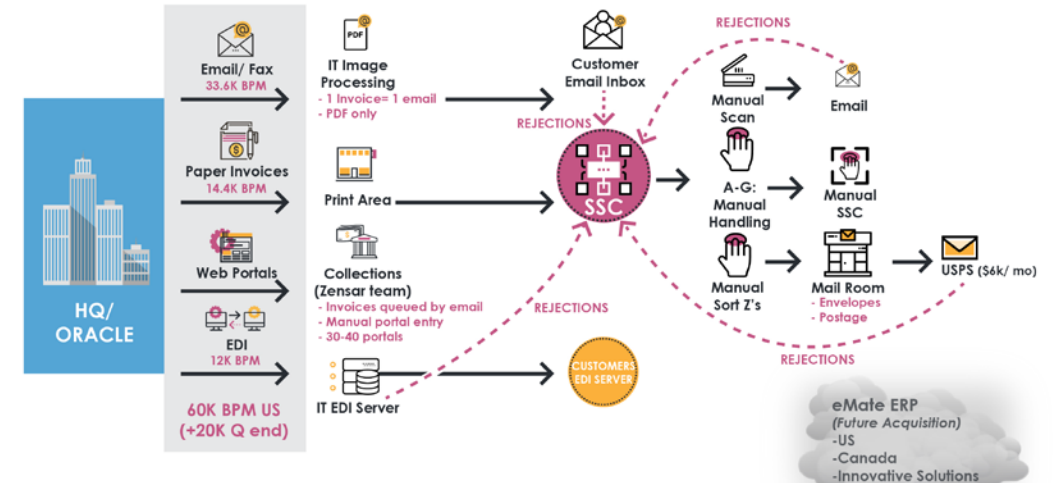 HQ/
ORACLE
@
Email/ Fax
33.6K BPM
Paper Invoices
14.4K BPM
Web Portals
EDI
12K BPM
60K BPM US
(+20K Q end)
PDF
@
IT Image
Processing
- 1 Invoice= 1 email
- PDF only
Print Area
Collections
(Zensar team)
- Invoices queued by email
- Manual portal entry
- 30-40 portals
IT EDI Server
@
Customer
Email Inbox
REJECTIONS
SSC
REJECTIONS
CUSTOMERS
EDI SERVER
REJECTIONS
Manual
Scan
@
Email
A-G:
Manual
Handling
Manual
SSC
Manual
Sort Z's
Mail Room
- Envelopes
- Postage
USPS ($6k/ mo)
REJECTIONS
eMate ERP
(Future Acquisition)
-US
-Canada
-Innovative Solutions